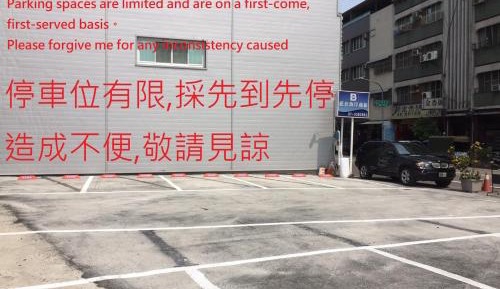 Parking spaces are limited and are on a first-come,
first-served basis。
Please forgive me for any inconsistency caused
停車位有限,採先到先停
造成不便,敬請見諒
B